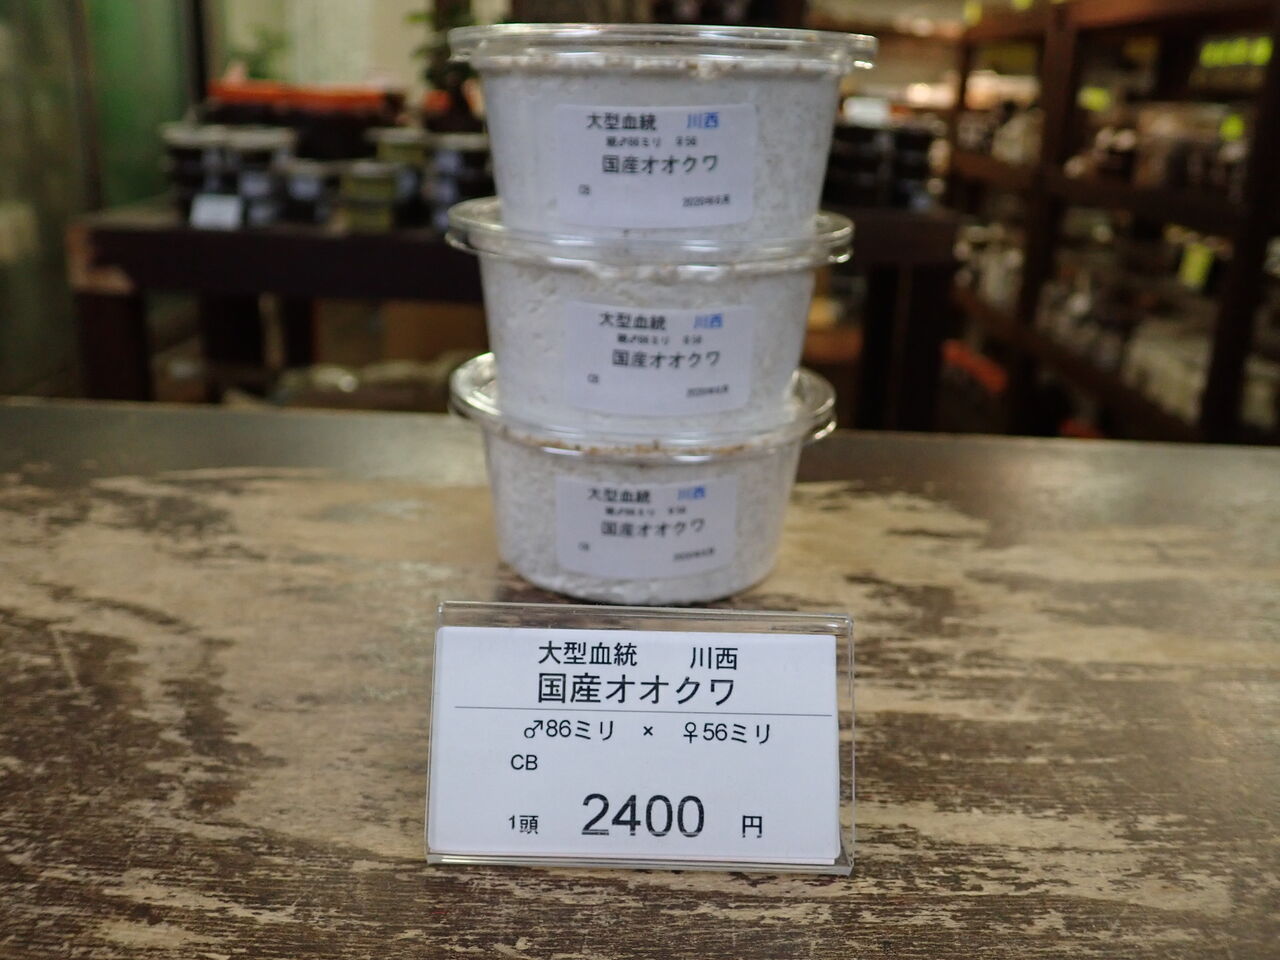 大型血統 川西
国産オオクワ
CB
大型血統 川西
国産オオクワ
CB
大型血統 川西
国産オオクワ
CB
大型血統 川西
国産オオクワ
♂86ミリ × ♀56ミリ
CB
1頭 2400 円